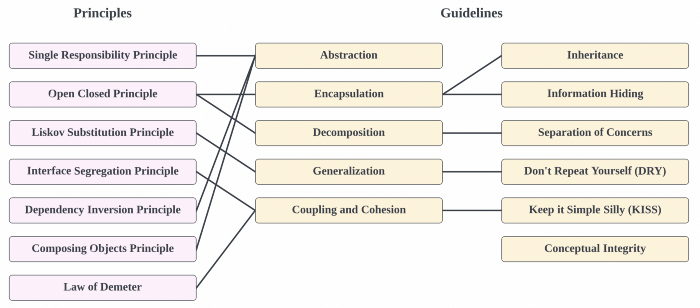 Principles
Guidelines
Single Responsibility Principle
Abstraction
Inheritance
Open Closed Principle
Encapsulation
Information Hiding
Liskov Substitution Principle
Decomposition
Separation of Concerns
Interface Segregation Principle
Generalization
Don't Repeat Yourself (DRY)
Dependency Inversion Principle
Coupling and Cohesion
Keep it Simple Silly (KISS)
Composing Objects Principle
Conceptual Integrity
Law of Demeter